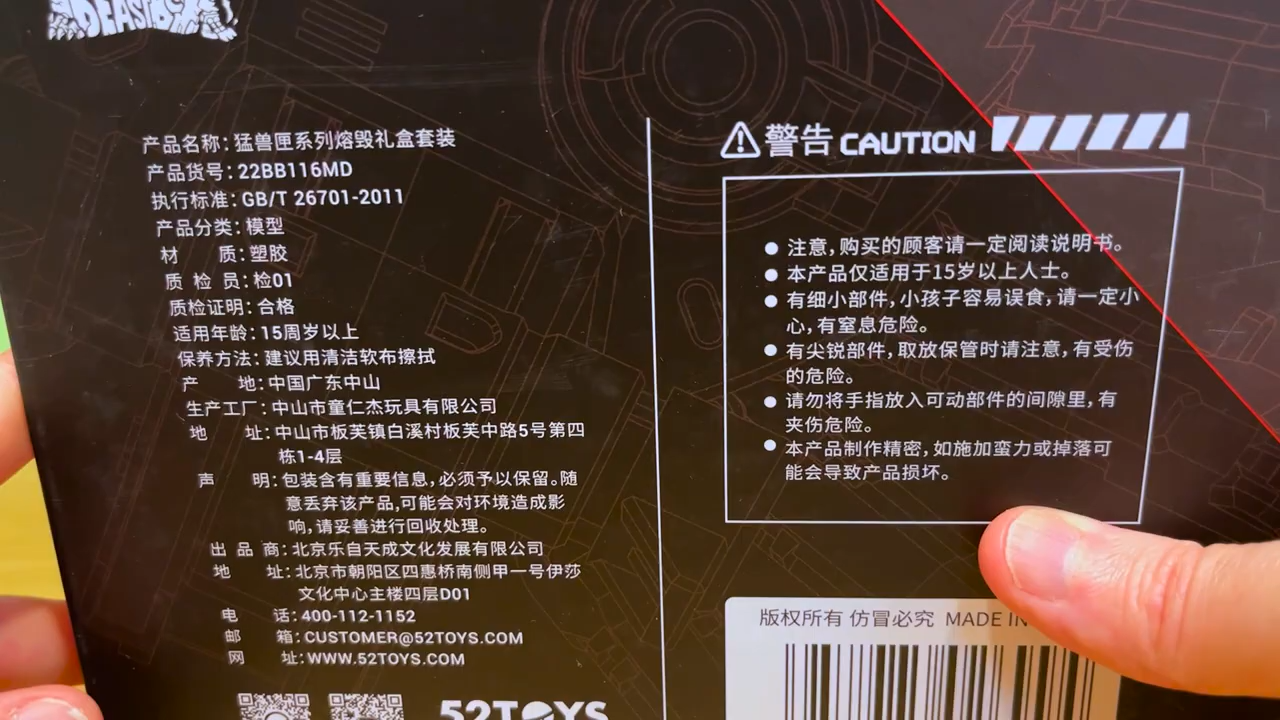 BEASTBOX
产品名称：猛兽匣系列熔毁礼盒套装
产品货号：22BB116MD
执行标准：GB/T 26701-2011
产品分类：模型
材 质：塑胶
质 检 员：检01
质检证明：合格
适用年龄：15周岁以上
保养方法：建议用清洁软布擦拭
产 地：中国广东中山
生产工厂：中山市童仁杰玩具有限公司
地 址：中山市板芙镇白溪村板芙中路5号第四
栋1-4层
声 明：包装含有重要信息，必须予以保留。随
意丢弃该产品，可能会对环境造成影
响，请妥善进行回收处理。
出 品 商：北京乐自天成文化发展有限公司
地 址：北京市朝阳区四惠桥南侧甲一号伊莎
文化中心主楼四层D01
电 话：400-112-1152
邮 箱：CUSTOMER@52TOYS.COM
网 址：WWW.52TOYS.COM
52TOYS
警告 CAUTION
● 注意，购买的顾客请一定阅读说明书。
● 本产品仅适用于15岁以上人士。
● 有细小部件，小孩子容易误食，请一定小
心，有窒息危险。
● 有尖锐部件，取放保管时请注意，有受伤
的危险。
● 请勿将手指放入可动部件的间隙里，有
夹伤危险。
● 本产品制作精密，如施加蛮力或掉落可
能会导致产品损坏。
版权所有 仿冒必究 MADE IN